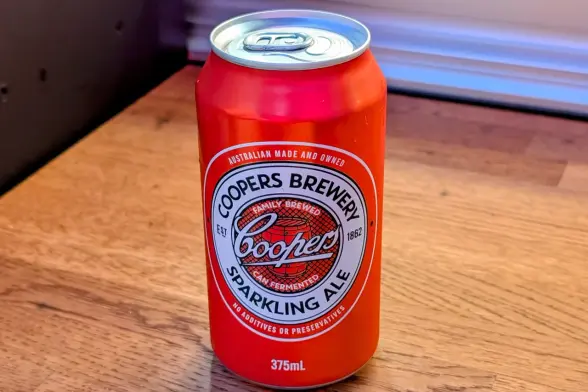 AUSTRALIAN MADE AND OWNED
COOPERS BREWERY
FAMILY BREWED
EST 1862
Coopers
CAN FERMENTED
SPARKLING ALE
NO ADDITIVES OR PRESERVATIVES
375mL